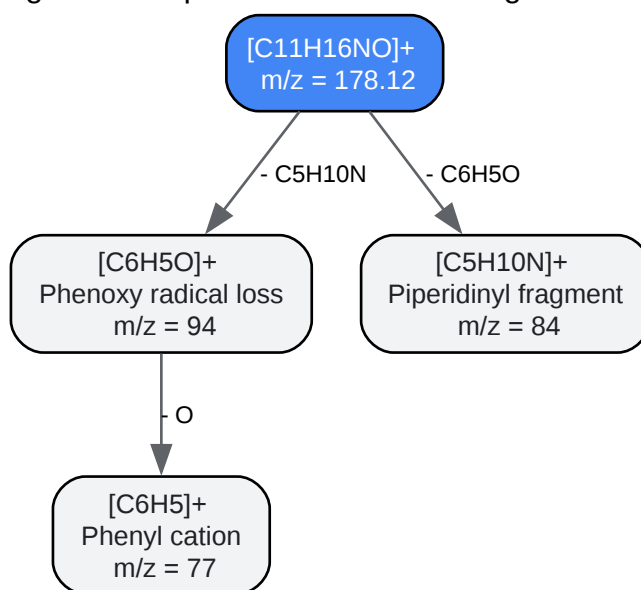 [C11H16NO]+
m/z = 178.12
- C5H10N
- C6H5O
[C6H5O]+
Phenoxy radical loss
m/z = 94
[C5H10N]+
Piperidinyl fragment
m/z = 84
- O
[C6H5]+
Phenyl cation
m/z = 77